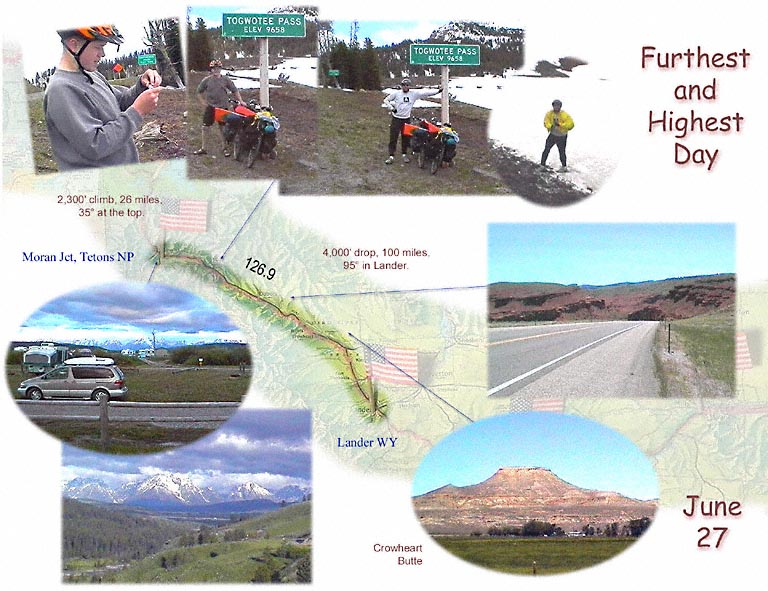 TOGWOTEE PASS
ELEV 9658
TOGWOTEE PASS
ELEV 9658
Furthest
and
Highest
Day
2,300' climb, 26 miles,
35° at the top.
Moran Jct, Tetons NP
4,000' drop, 100 miles,
95° in Lander.
126.9
Lander WY
Crowheart
Butte
June
27